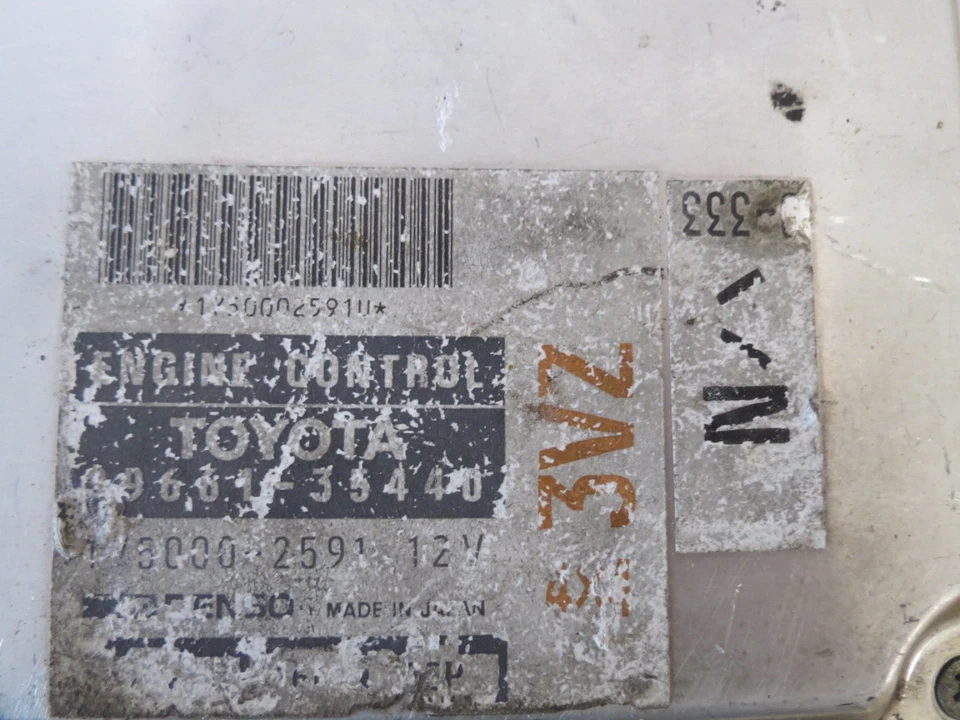 *1750002591U*
ENGINE CONTROL
TOYOTA
89661-35440
175000-2591 12V
DENSO MADE IN JAPAN
3VZ
-333
N